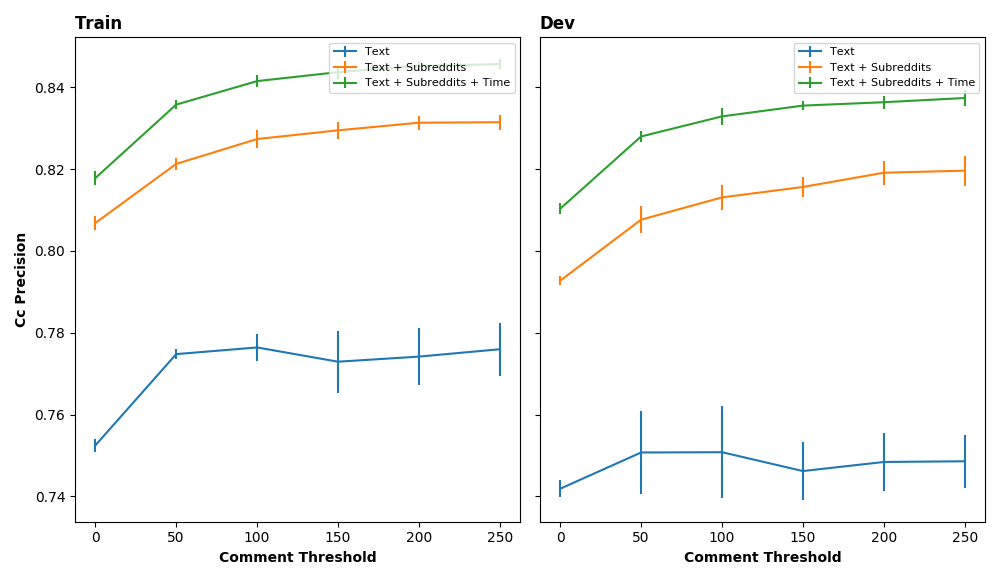 Train
Dev
Text
Text + Subreddits
Text + Subreddits + Time
Text
Text + Subreddits
Text + Subreddits + Time
Cc Precision
0.84
0.82
0.80
0.78
0.76
0.74
0 50 100 150 200 250
0 50 100 150 200 250
Comment Threshold
Comment Threshold